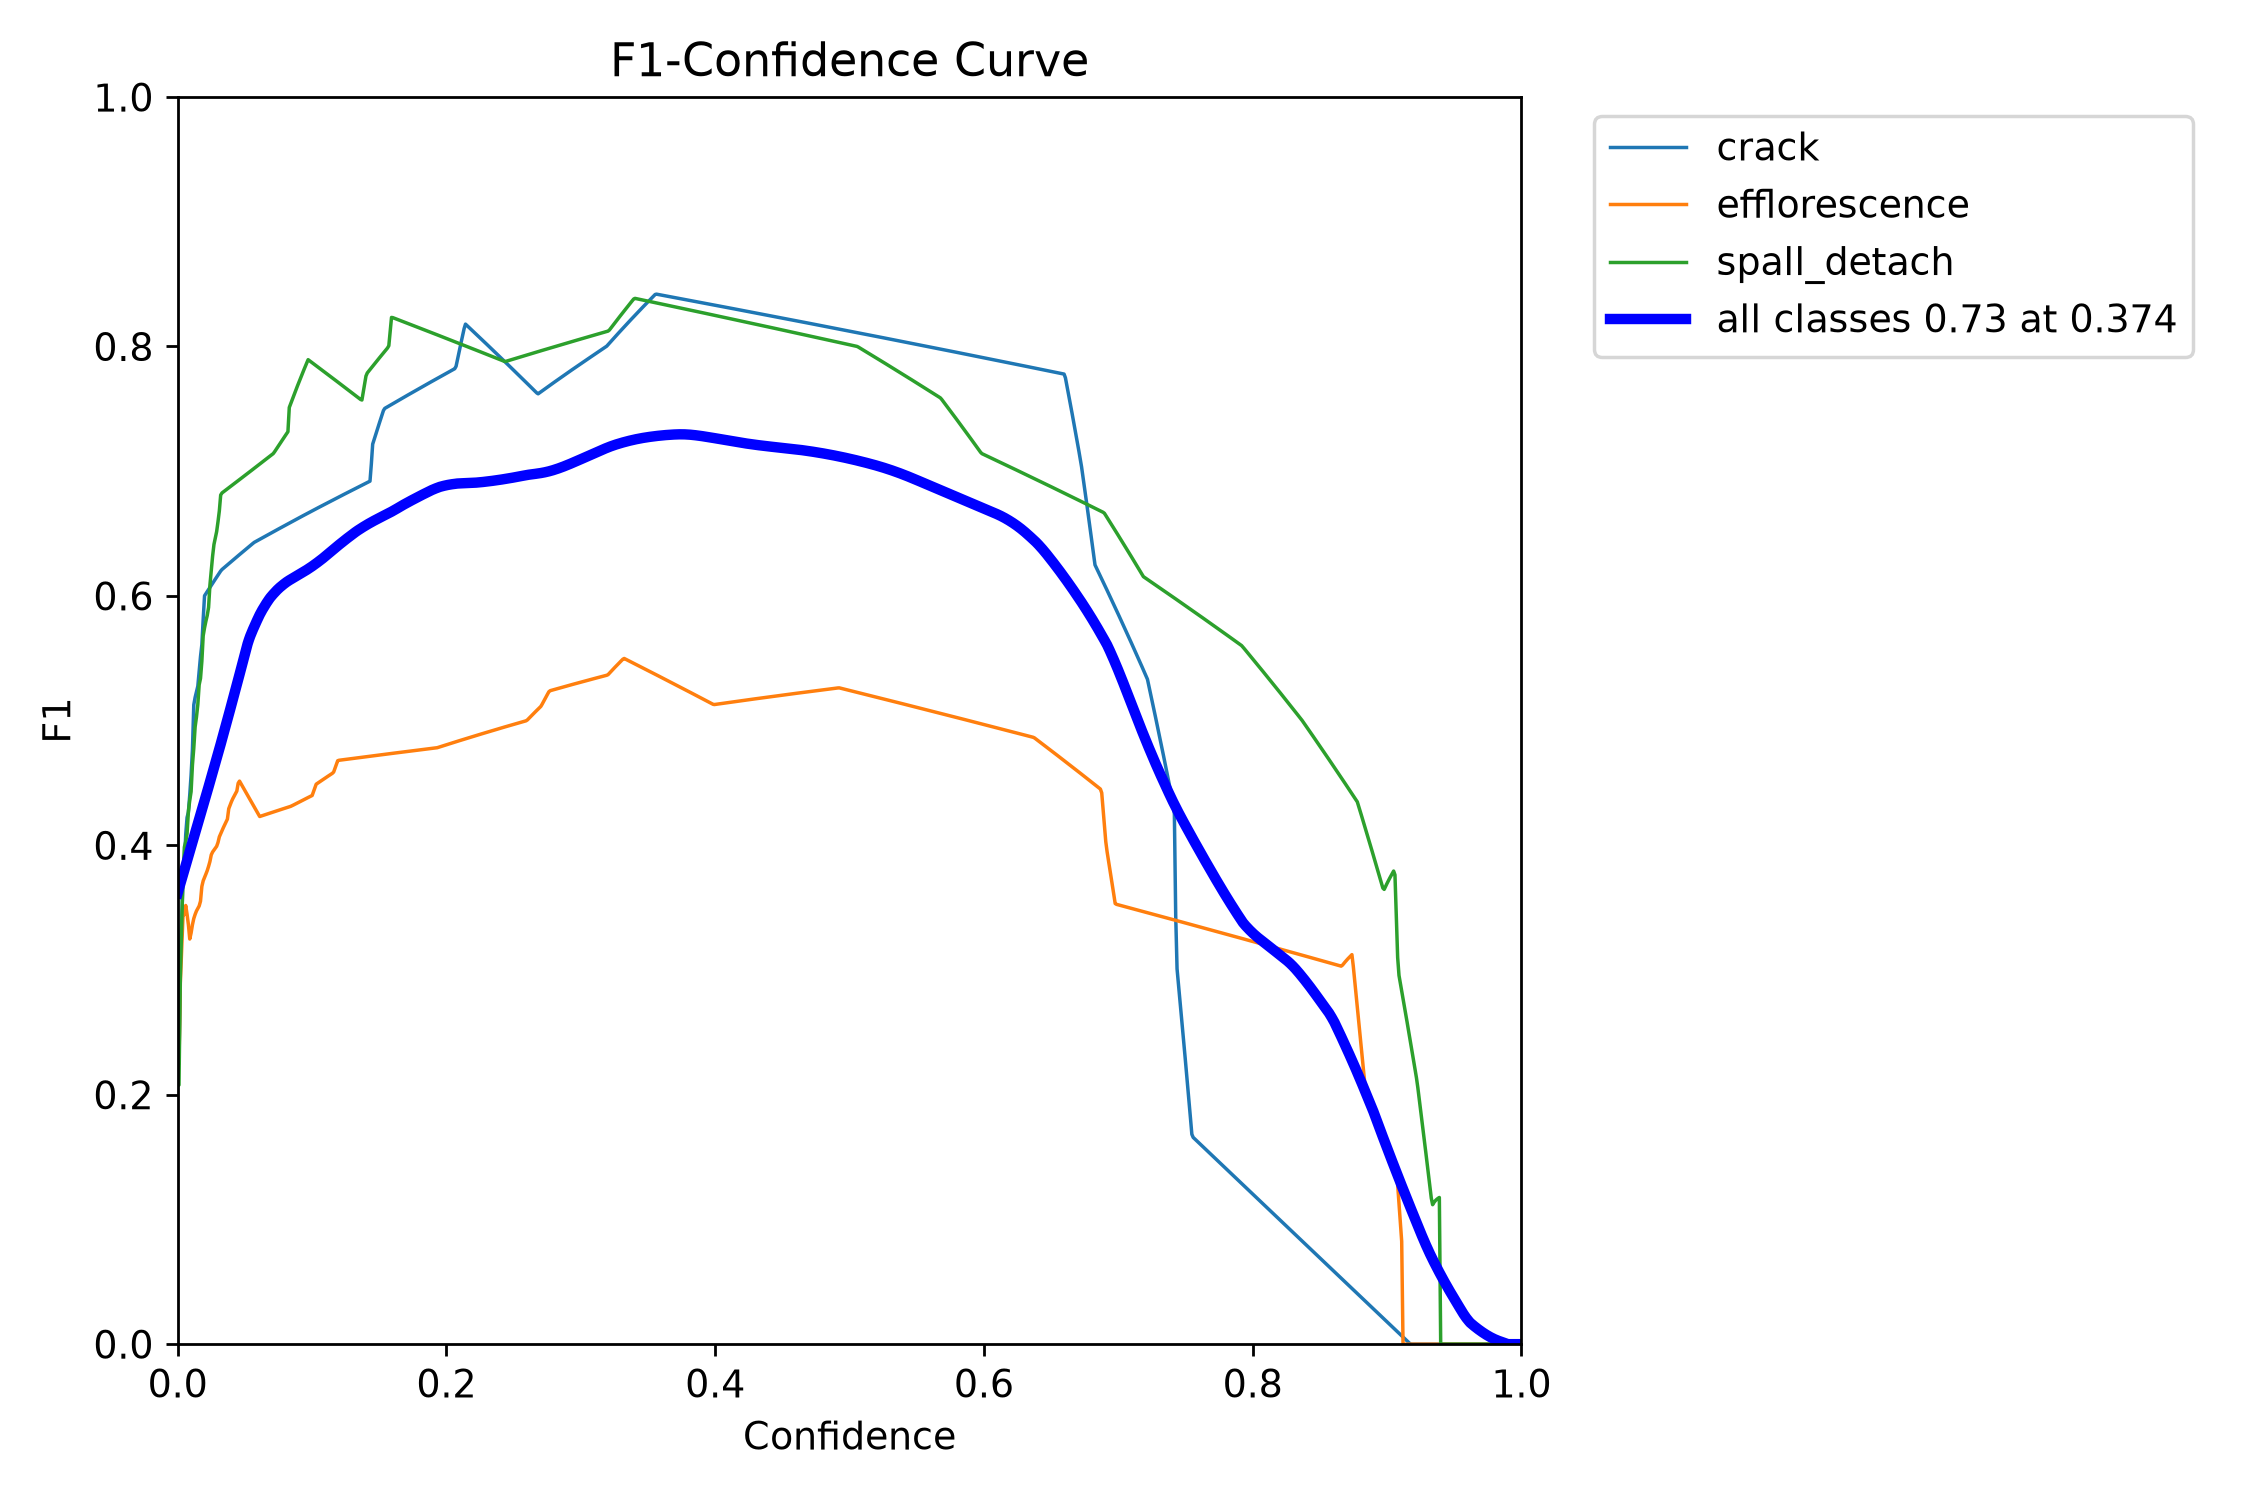 F1-Confidence Curve
1.0
0.8
0.6
0.4
0.2
0.0
F1
0.0 0.2 0.4 0.6 0.8 1.0
Confidence
crack
efflorescence
spall_detach
all classes 0.73 at 0.374